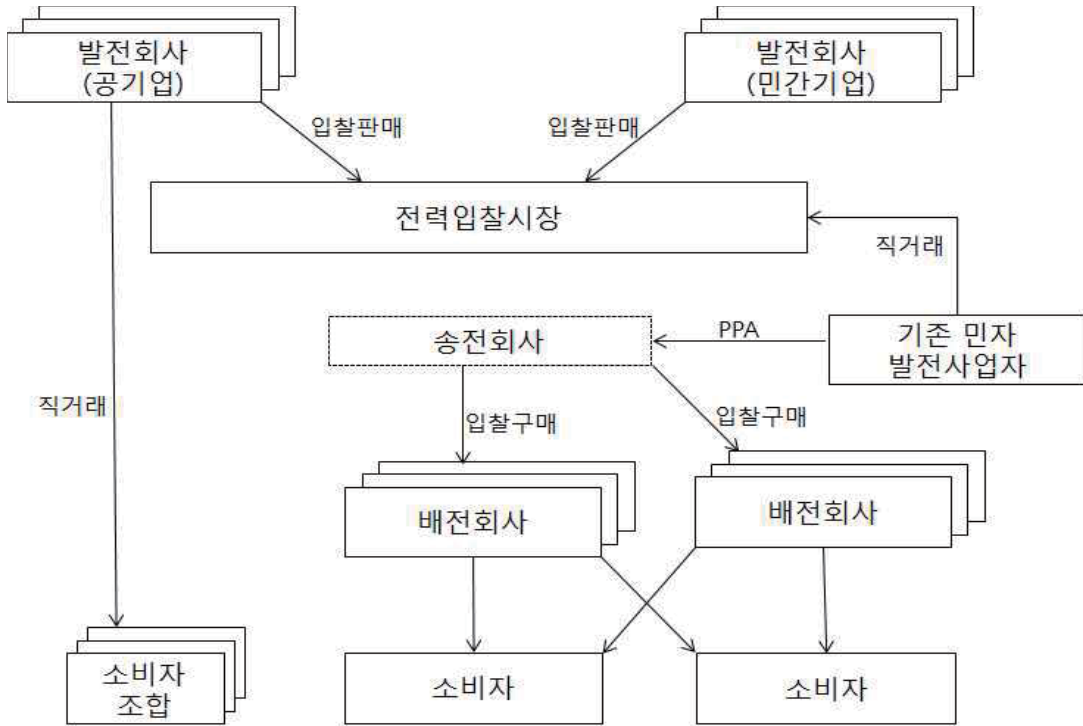 발전회사
(공기업)
발전회사
(민간기업)
입찰판매
입찰판매
전력입찰시장
직거래
송전회사
PPA
기존 민자
발전사업자
직거래
입찰구매
입찰구매
배전회사
배전회사
소비자
조합
소비자
소비자